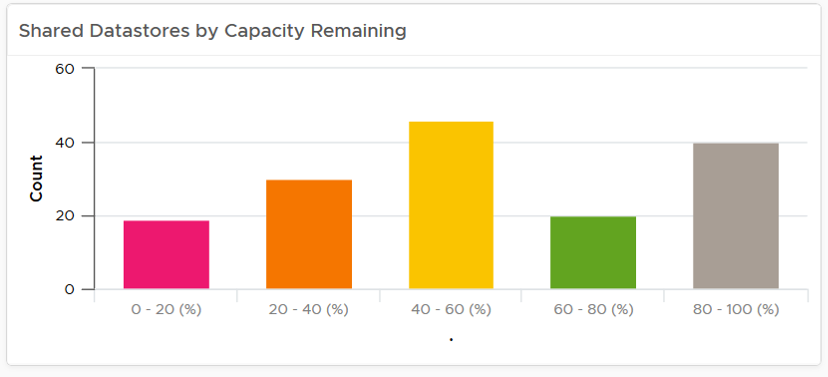 Shared Datastores by Capacity Remaining
60
40
20
0
Count
0 - 20 (%)
20 - 40 (%)
40 - 60 (%)
60 - 80 (%)
80 - 100 (%)
.